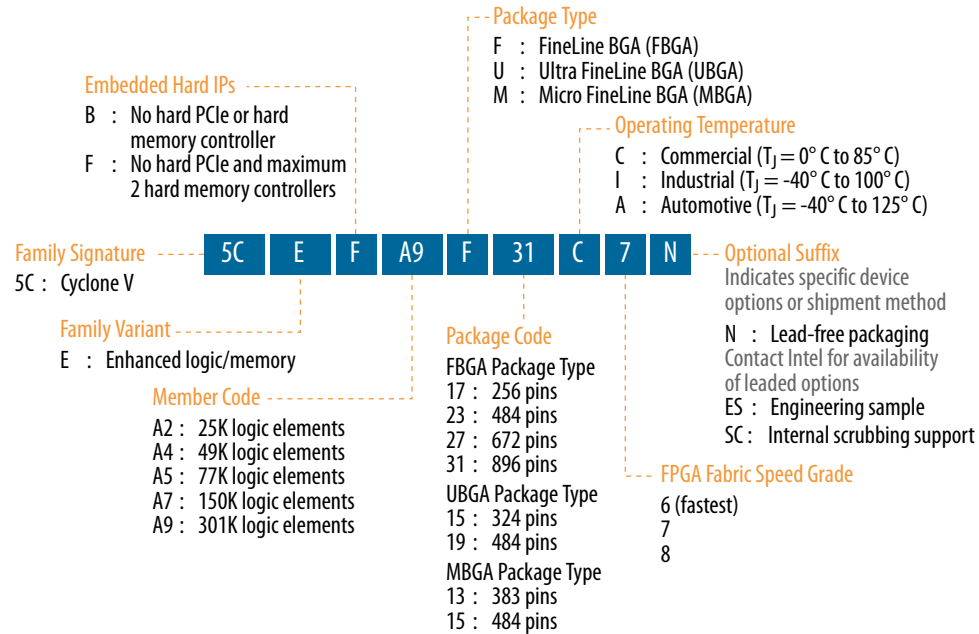 Package Type
F : FineLine BGA (FBGA)
U : Ultra FineLine BGA (UBGA)
M : Micro FineLine BGA (MBGA)
Embedded Hard IPs
B : No hard PCIe or hard
memory controller
F : No hard PCIe and maximum
2 hard memory controllers
Operating Temperature
C : Commercial (TJ = 0° C to 85° C)
I : Industrial (TJ = -40° C to 100° C)
A : Automotive (TJ = -40° C to 125° C)
Family Signature
5C : Cyclone V
5C E F A9 F 31 C 7 N
Optional Suffix
Indicates specific device
options or shipment method
N : Lead-free packaging
Contact Intel for availability
of leaded options
ES : Engineering sample
SC : Internal scrubbing support
Family Variant
E : Enhanced logic/memory
Member Code
A2 : 25K logic elements
A4 : 49K logic elements
A5 : 77K logic elements
A7 : 150K logic elements
A9 : 301K logic elements
Package Code
FBGA Package Type
17 : 256 pins
23 : 484 pins
27 : 672 pins
31 : 896 pins
UBGA Package Type
15 : 324 pins
19 : 484 pins
MBGA Package Type
13 : 383 pins
15 : 484 pins
FPGA Fabric Speed Grade
6 (fastest)
7
8